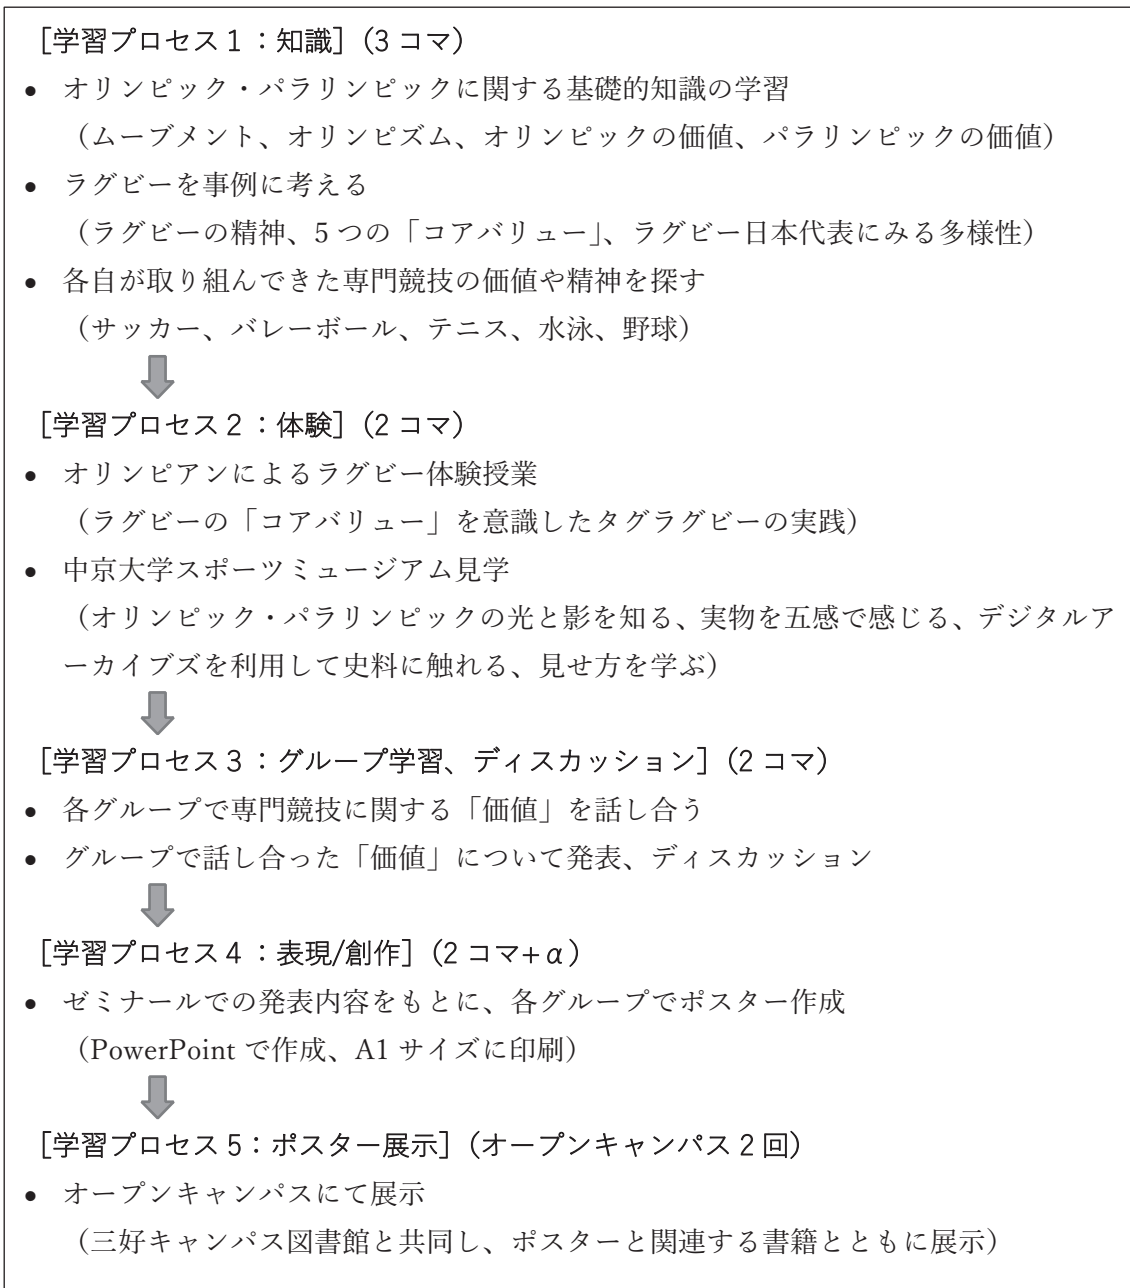 ［学習プロセス1：知識］（3コマ）
● オリンピック・パラリンピックに関する基礎的知識の学習
（ムーブメント、オリンピズム、オリンピックの価値、パラリンピックの価値）
● ラグビーを事例に考える
（ラグビーの精神、5つの「コアバリュー」、ラグビー日本代表にみる多様性）
● 各自が取り組んできた専門競技の価値や精神を探す
（サッカー、バレーボール、テニス、水泳、野球）
［学習プロセス2：体験］（2コマ）
● オリンピアンによるラグビー体験授業
（ラグビーの「コアバリュー」を意識したタグラグビーの実践）
● 中京大学スポーツミュージアム見学
（オリンピック・パラリンピックの光と影を知る、実物を五感で感じる、デジタルア
ーカイブズを利用して史料に触れる、見せ方を学ぶ）
［学習プロセス3：グループ学習、ディスカッション］（2コマ）
● 各グループで専門競技に関する「価値」を話し合う
● グループで話し合った「価値」について発表、ディスカッション
［学習プロセス4：表現/創作］（2コマ+α）
● ゼミナールでの発表内容をもとに、各グループでポスター作成
（PowerPointで作成、A1サイズに印刷）
［学習プロセス5：ポスター展示］（オープンキャンパス2回）
● オープンキャンパスにて展示
（三好キャンパス図書館と共同し、ポスターと関連する書籍とともに展示）